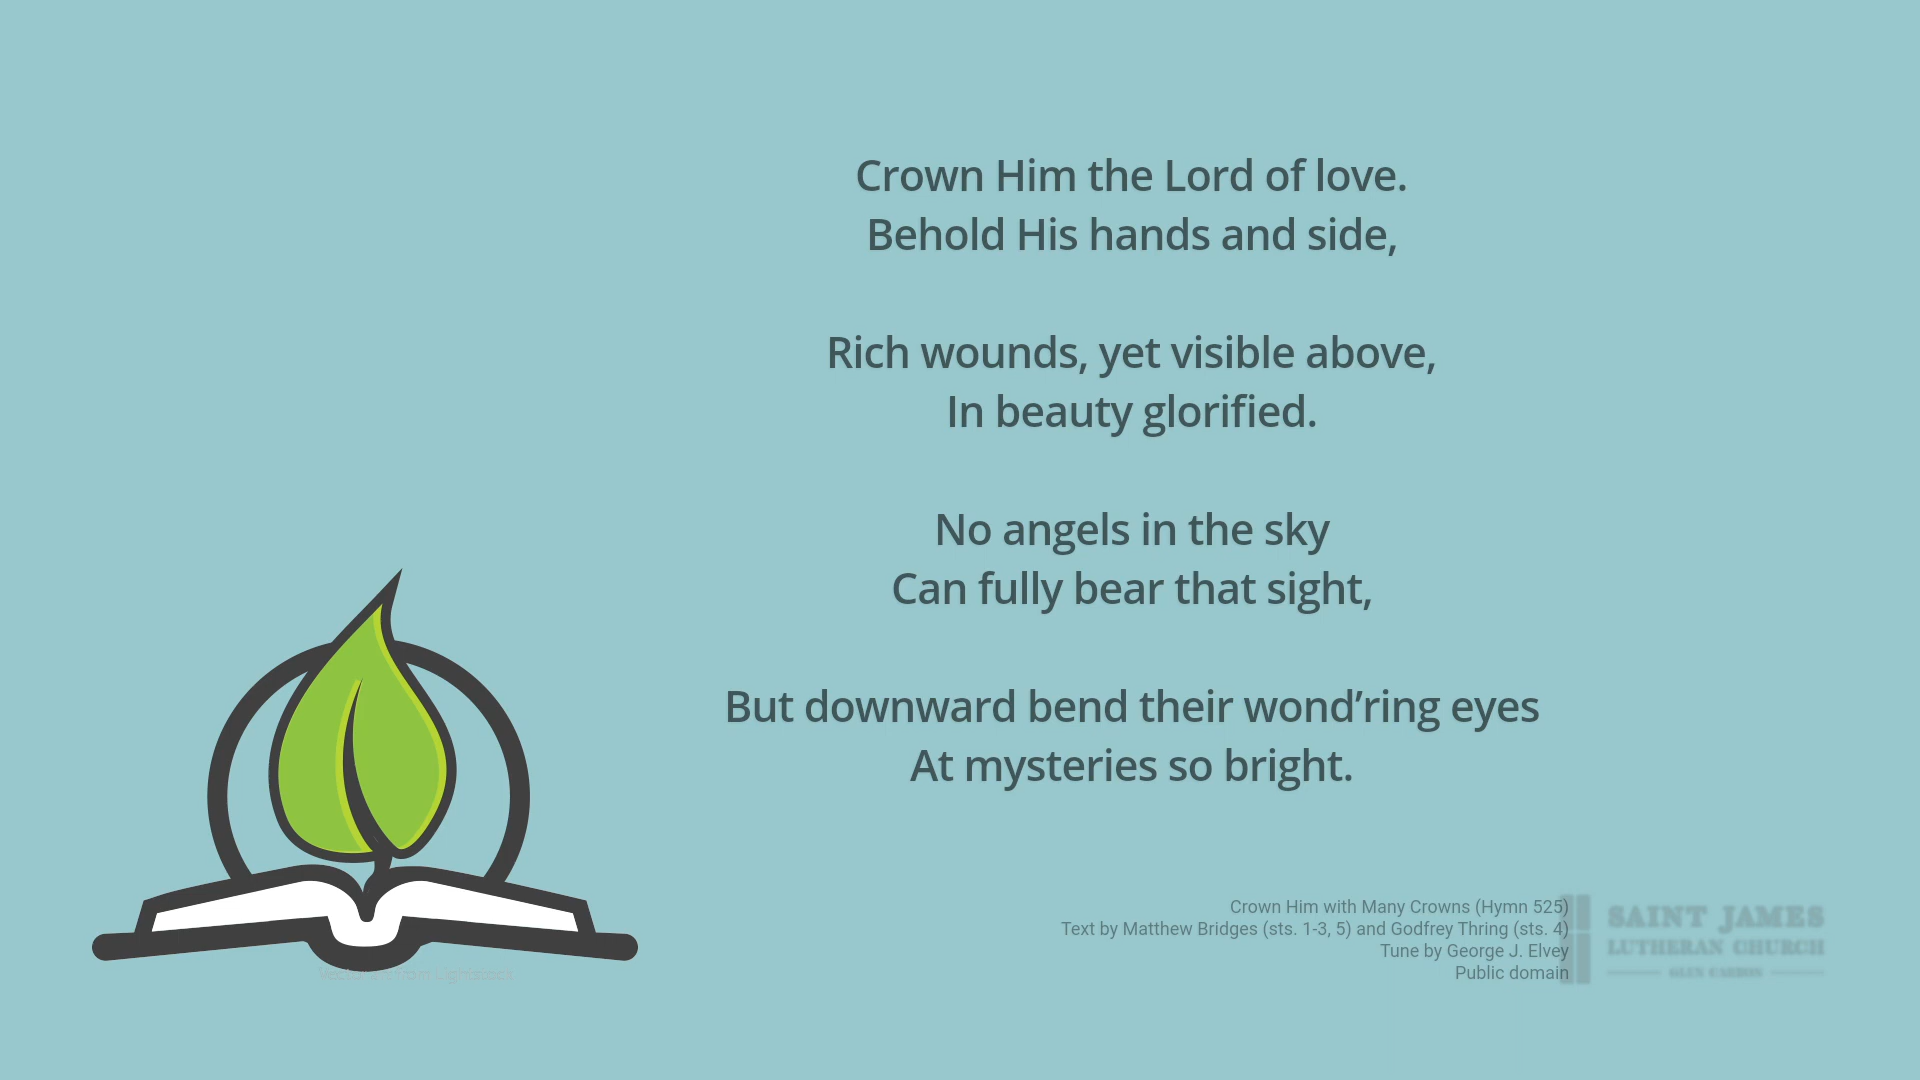 Crown Him the Lord of love.
Behold His hands and side,
Rich wounds, yet visible above,
In beauty glorified.
No angels in the sky
Can fully bear that sight,
But downward bend their wond’ring eyes
At mysteries so bright.
Crown Him with Many Crowns (Hymn 525)
Text by Matthew Bridges (sts. 1-3, 5) and Godfrey Thring (sts. 4)
Tune by George J. Elvey
Public domain
SAINT JAMES
LUTHERAN CHURCH
GLEN CARBON